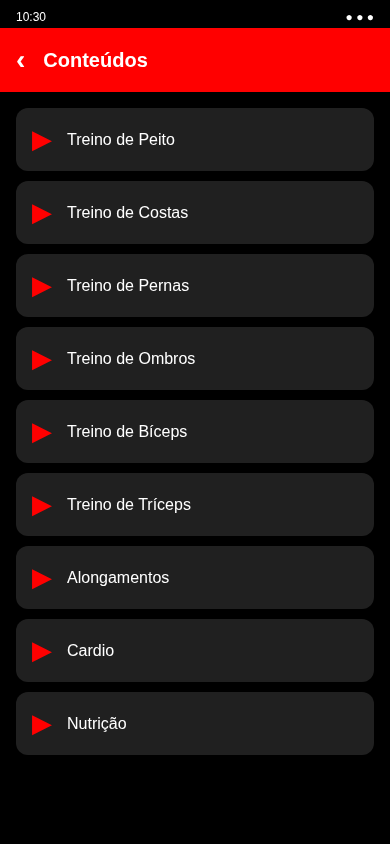 10:30
Conteúdos
Treino de Peito
Treino de Costas
Treino de Pernas
Treino de Ombros
Treino de Bíceps
Treino de Tríceps
Alongamentos
Cardio
Nutrição